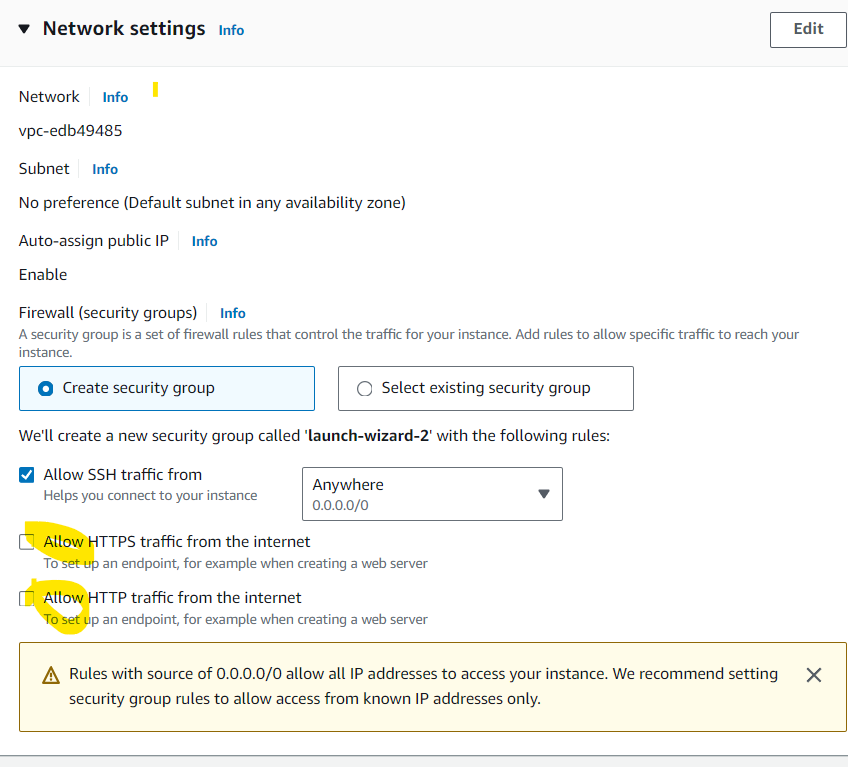 Network settings Info
Edit
Network Info
vpc-edb49485
Subnet Info
No preference (Default subnet in any availability zone)
Auto-assign public IP Info
Enable
Firewall (security groups) Info
A security group is a set of firewall rules that control the traffic for your instance. Add rules to allow specific traffic to reach your
instance.
Create security group
Select existing security group
We'll create a new security group called 'launch-wizard-2' with the following rules:
Allow SSH traffic from
Helps you connect to your instance
Anywhere
0.0.0.0/0
Allow HTTPS traffic from the internet
To set up an endpoint, for example when creating a web server
Allow HTTP traffic from the internet
To set up an endpoint, for example when creating a web server
Rules with source of 0.0.0.0/0 allow all IP addresses to access your instance. We recommend setting
security group rules to allow access from known IP addresses only.